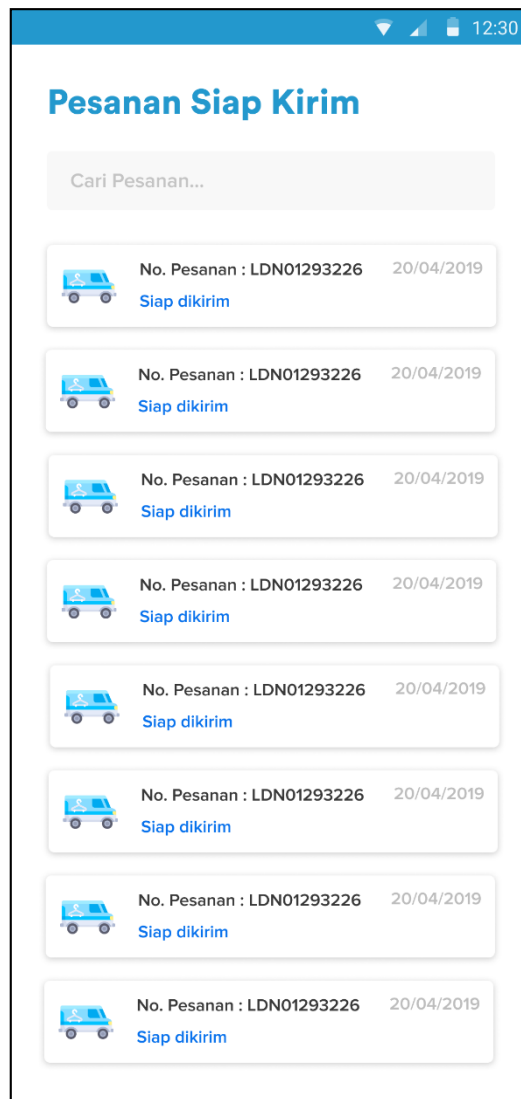 12:30
Pesanan Siap Kirim
Cari Pesanan...
No. Pesanan : LDN01293226 20/04/2019
Siap dikirim
No. Pesanan : LDN01293226 20/04/2019
Siap dikirim
No. Pesanan : LDN01293226 20/04/2019
Siap dikirim
No. Pesanan : LDN01293226 20/04/2019
Siap dikirim
No. Pesanan : LDN01293226 20/04/2019
Siap dikirim
No. Pesanan : LDN01293226 20/04/2019
Siap dikirim
No. Pesanan : LDN01293226 20/04/2019
Siap dikirim
No. Pesanan : LDN01293226 20/04/2019
Siap dikirim